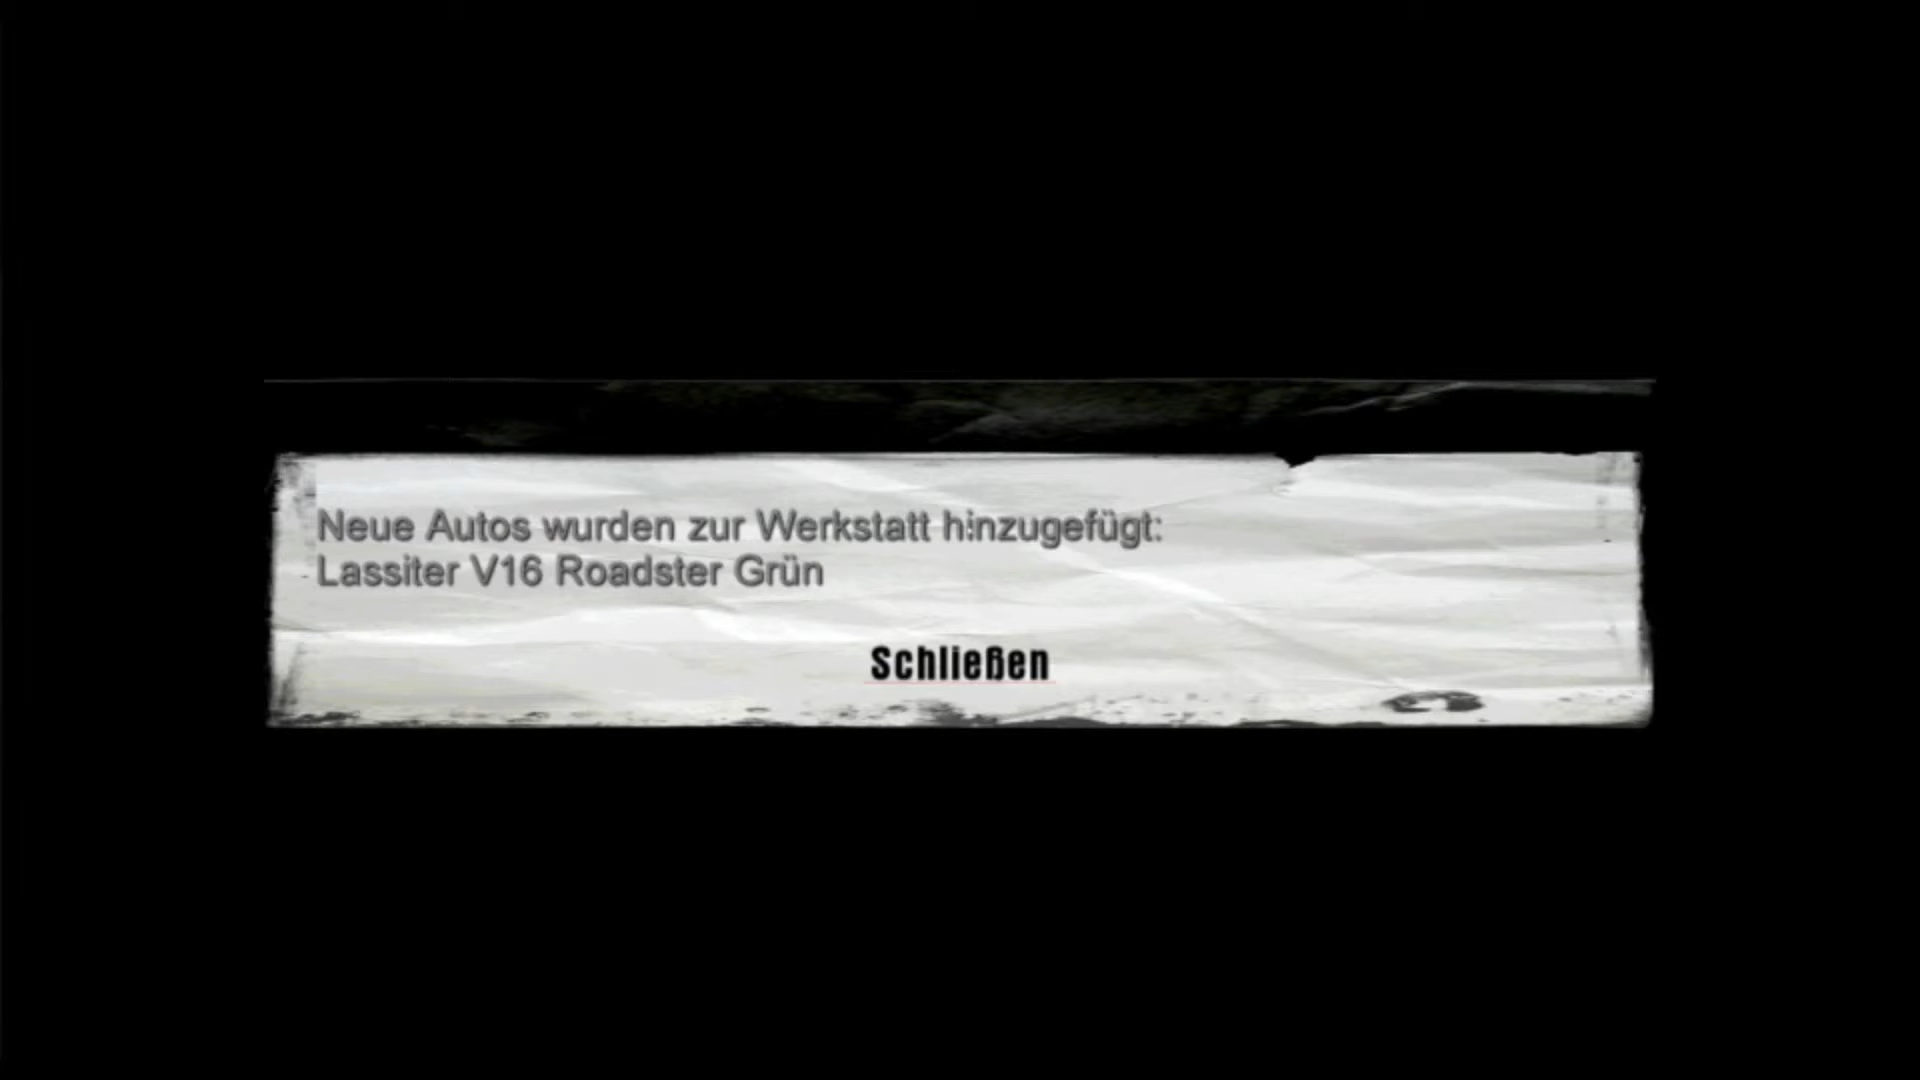 Neue Autos wurden zur Werkstatt hinzugefügt:
Lassiter V16 Roadster Grün
Schließen